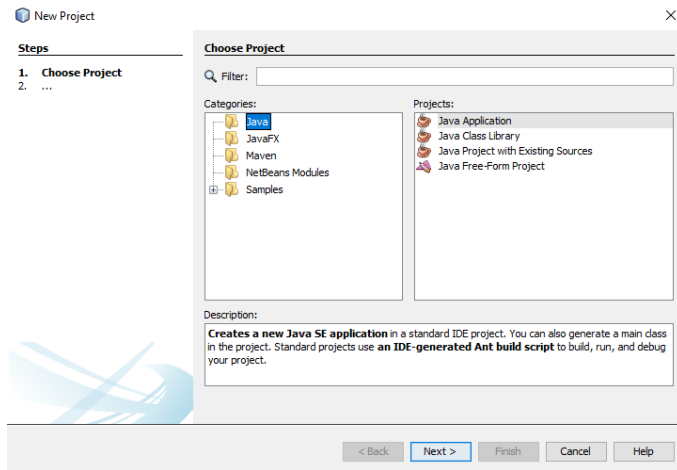 New Project
Steps
1. Choose Project
2. ...
Choose Project
Filter:
Categories:
Java
JavaFX
Maven
NetBeans Modules
Samples
Projects:
Java Application
Java Class Library
Java Project with Existing Sources
Java Free-Form Project
Description:
Creates a new Java SE application in a standard IDE project. You can also generate a main class
in the project. Standard projects use an IDE-generated Ant build script to build, run, and debug
your project.
< Back
Next >
Finish
Cancel
Help